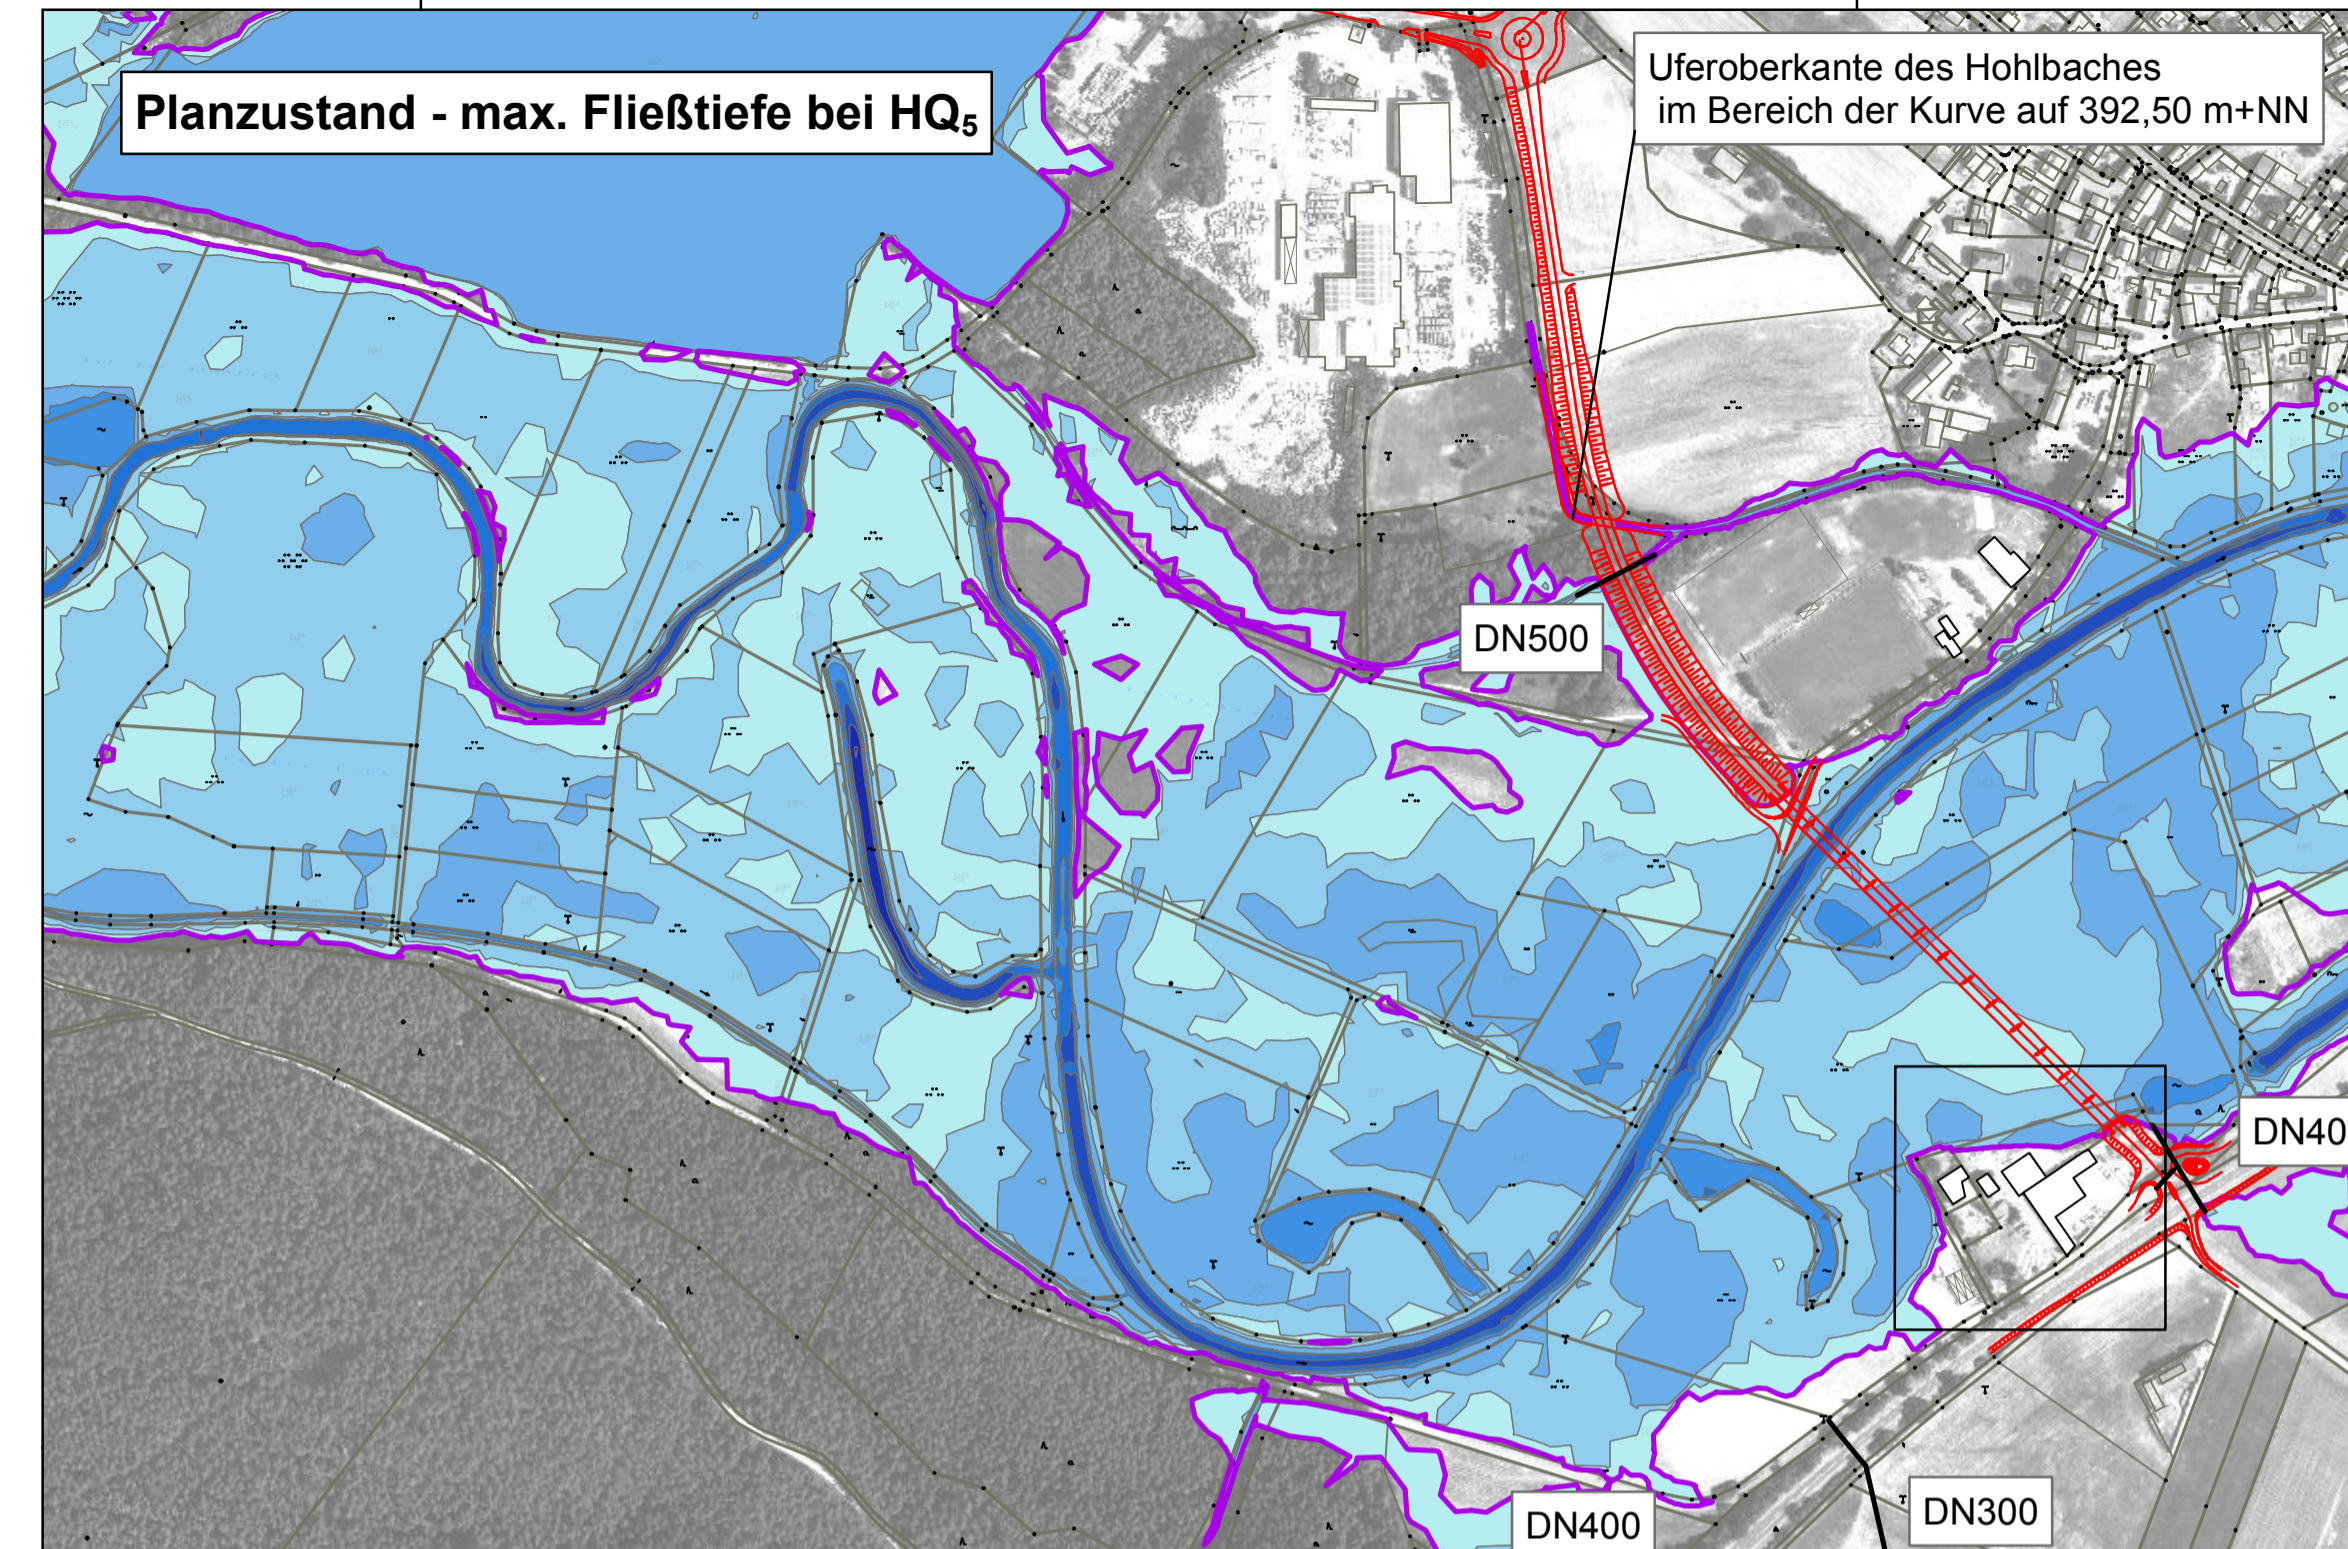 Planzustand - max. Fließtiefe bei HQ₅
Uferoberkante des Hohlbaches
im Bereich der Kurve auf 392,50 m+NN
DN500
DN40
DN400
DN300